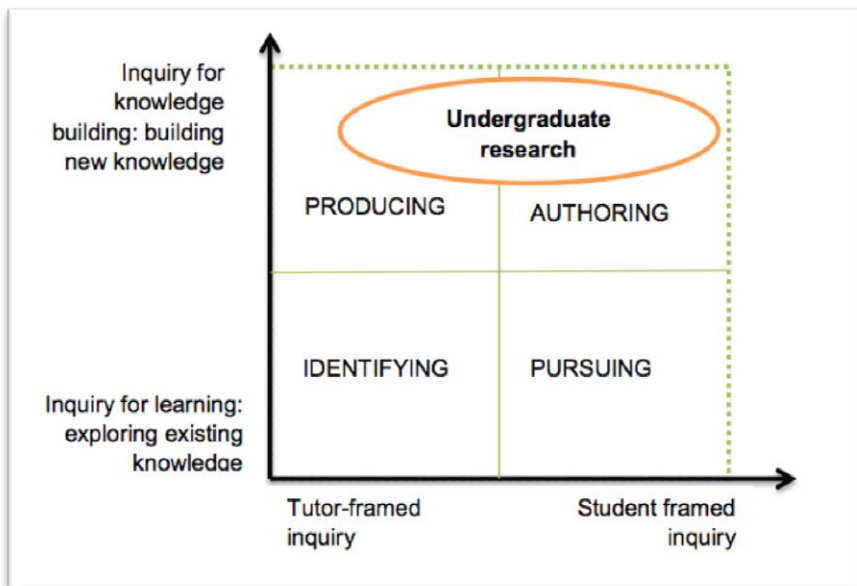 Inquiry for
knowledge
building: building
new knowledge
Undergraduate
research
PRODUCING
AUTHORING
IDENTIFYING
PURSUING
Inquiry for learning:
exploring existing
knowledge
Tutor-framed
inquiry
Student framed
inquiry